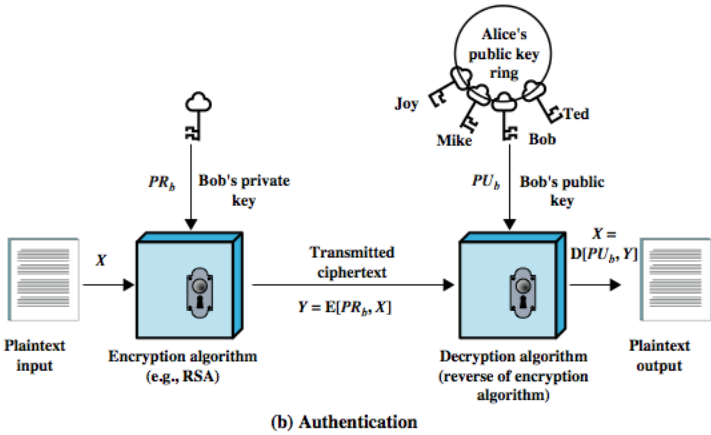 Alice's
public key
ring
Joy
Mike
Bob
Ted
PRb
Bob's private
key
PUb
Bob's public
key
X
Transmitted
ciphertext
Y = E[PRb, X]
X =
D[PUb, Y]
Plaintext
input
Encryption algorithm
(e.g., RSA)
Decryption algorithm
(reverse of encryption
algorithm)
Plaintext
output
(b) Authentication